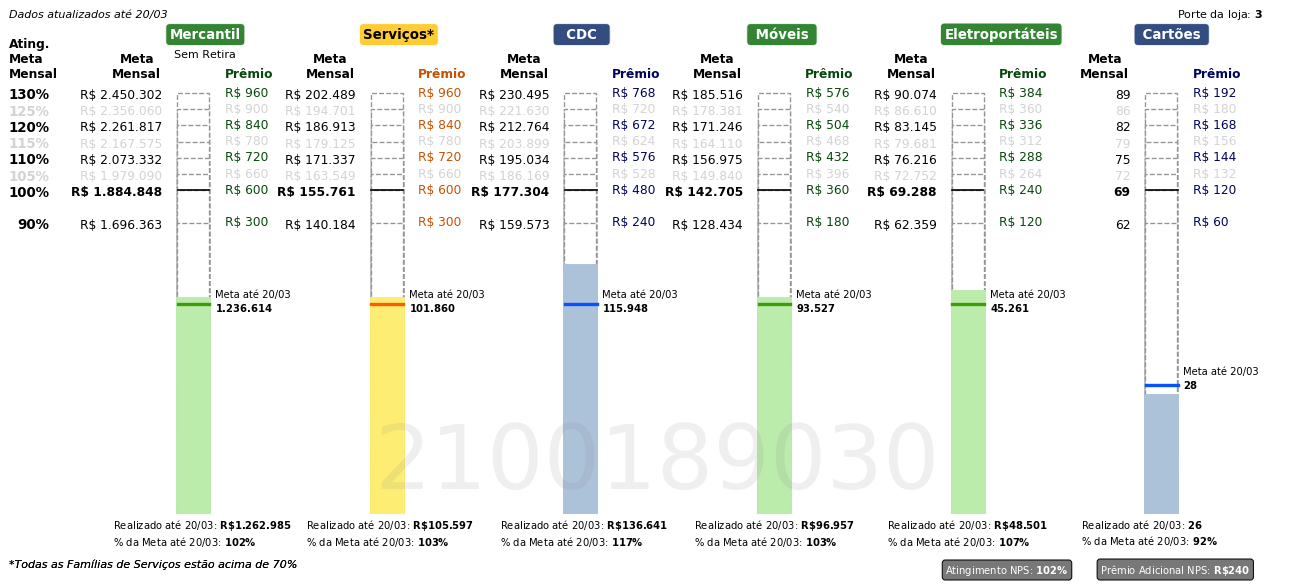 Dados atualizados até 20/03 Porte da loja: 3
Mercantil Serviços* CDC Móveis Eletroportáteis Cartões
Sem Retira
Ating. Meta Mensal Meta Mensal Prêmio Meta Mensal Prêmio Meta Mensal Prêmio Meta Mensal Prêmio Meta Mensal Prêmio Meta Mensal Prêmio
130% R$ 2.450.302 R$ 960 R$ 202.489 R$ 960 R$ 230.495 R$ 768 R$ 185.516 R$ 576 R$ 90.074 R$ 384 89 R$ 192
125% R$ 2.356.060 R$ 900 R$ 194.701 R$ 900 R$ 221.630 R$ 720 R$ 178.381 R$ 540 R$ 86.610 R$ 360 86 R$ 180
120% R$ 2.261.817 R$ 840 R$ 186.913 R$ 840 R$ 212.764 R$ 672 R$ 171.246 R$ 504 R$ 83.145 R$ 336 82 R$ 168
115% R$ 2.167.575 R$ 780 R$ 179.125 R$ 780 R$ 203.899 R$ 624 R$ 164.110 R$ 468 R$ 79.681 R$ 312 79 R$ 156
110% R$ 2.073.332 R$ 720 R$ 171.337 R$ 720 R$ 195.034 R$ 576 R$ 156.975 R$ 432 R$ 76.216 R$ 288 75 R$ 144
105% R$ 1.979.090 R$ 660 R$ 163.549 R$ 660 R$ 186.169 R$ 528 R$ 149.840 R$ 396 R$ 72.752 R$ 264 72 R$ 132
100% R$ 1.884.848 R$ 600 R$ 155.761 R$ 600 R$ 177.304 R$ 480 R$ 142.705 R$ 360 R$ 69.288 R$ 240 69 R$ 120
90% R$ 1.696.363 R$ 300 R$ 140.184 R$ 300 R$ 159.573 R$ 240 R$ 128.434 R$ 180 R$ 62.359 R$ 120 62 R$ 60
Meta até 20/03 Meta até 20/03 Meta até 20/03 Meta até 20/03 Meta até 20/03
1.236.614 101.860 115.948 93.527 45.261
Meta até 20/03
28
2100189030
Realizado até 20/03: R$1.262.985 Realizado até 20/03: R$105.597 Realizado até 20/03: R$136.641 Realizado até 20/03: R$96.957 Realizado até 20/03: R$48.501 Realizado até 20/03: 26
% da Meta até 20/03: 102% % da Meta até 20/03: 103% % da Meta até 20/03: 117% % da Meta até 20/03: 103% % da Meta até 20/03: 107% % da Meta até 20/03: 92%
*Todas as Famílias de Serviços estão acima de 70% Atingimento NPS: 102% Prêmio Adicional NPS: R$240